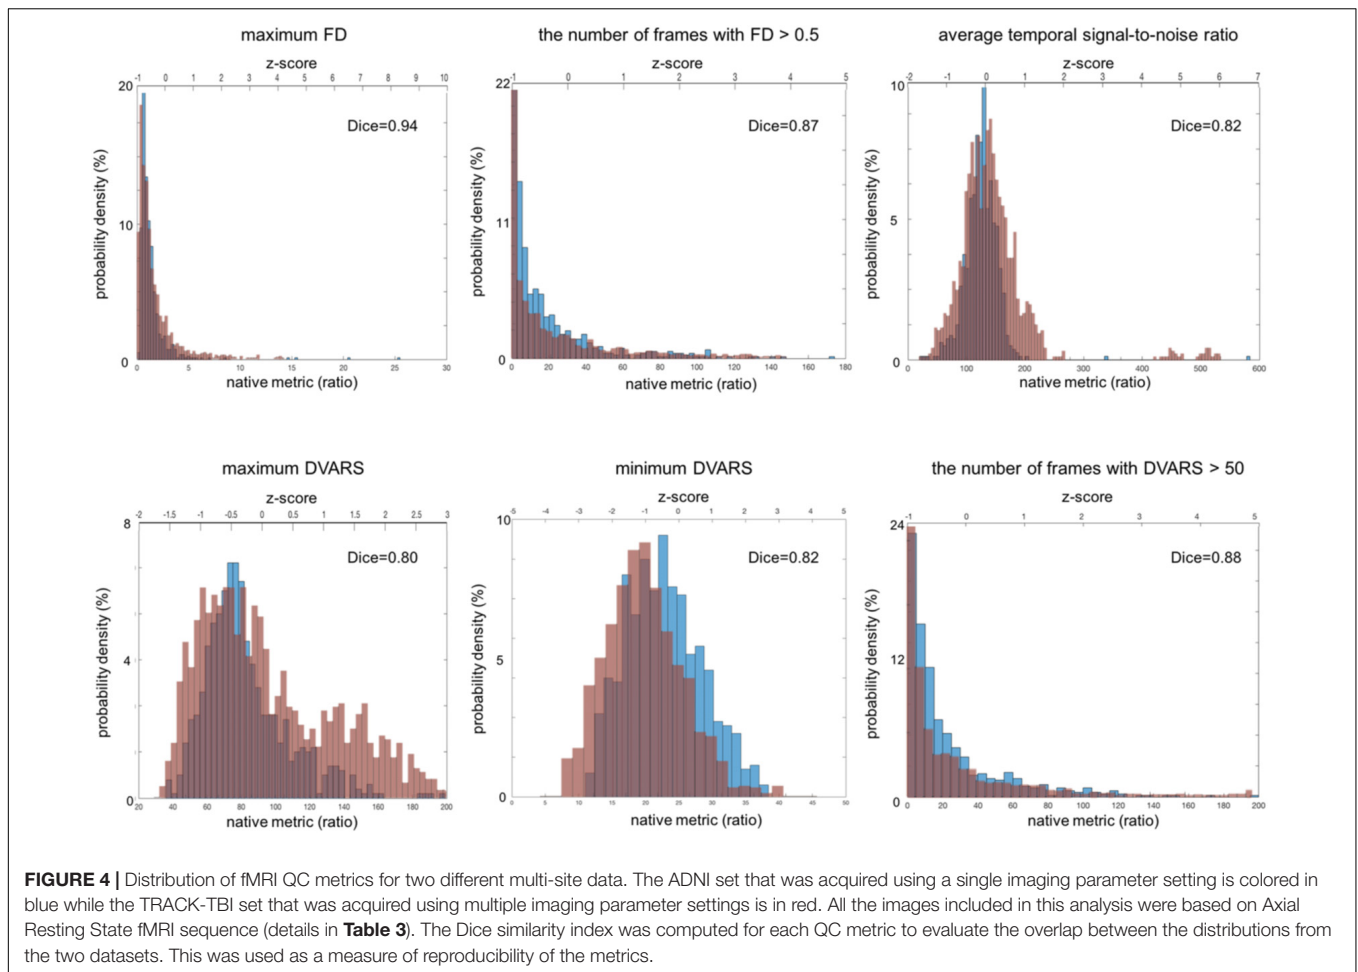 maximum FD
z-score
-1 0 1 2 3 4 5 6 7 8 9 10
20
10
0
probability density (%)
Dice=0.94
0 5 10 15 20 25 30
native metric (ratio)
the number of frames with FD > 0.5
z-score
-1 0 1 2 3 4 5
22
11
0
probability density (%)
Dice=0.87
0 20 40 60 80 100 120 140 160 180
native metric (ratio)
average temporal signal-to-noise ratio
z-score
-2 -1 0 1 2 3 4 5 6 7
10
5
0
probability density (%)
Dice=0.82
0 100 200 300 400 500 600
native metric (ratio)
maximum DVARS
z-score
-2 -1.5 -1 -0.5 0 0.5 1 1.5 2 2.5 3
8
4
0
probability density (%)
Dice=0.80
20 40 60 80 100 120 140 160 180 200
native metric (ratio)
minimum DVARS
z-score
-5 -4 -3 -2 -1 0 1 2 3 4 5
10
5
0
probability density (%)
Dice=0.82
0 5 10 15 20 25 30 35 40 45 50
native metric (ratio)
the number of frames with DVARS > 50
z-score
-1 0 1 2 3 4 5
24
12
0
probability density (%)
Dice=0.88
0 20 40 60 80 100 120 140 160 180 200
native metric (ratio)
FIGURE 4 | Distribution of fMRI QC metrics for two different multi-site data. The ADNI set that was acquired using a single imaging parameter setting is colored in
blue while the TRACK-TBI set that was acquired using multiple imaging parameter settings is in red. All the images included in this analysis were based on Axial
Resting State fMRI sequence (details in Table 3). The Dice similarity index was computed for each QC metric to evaluate the overlap between the distributions from
the two datasets. This was used as a measure of reproducibility of the metrics.